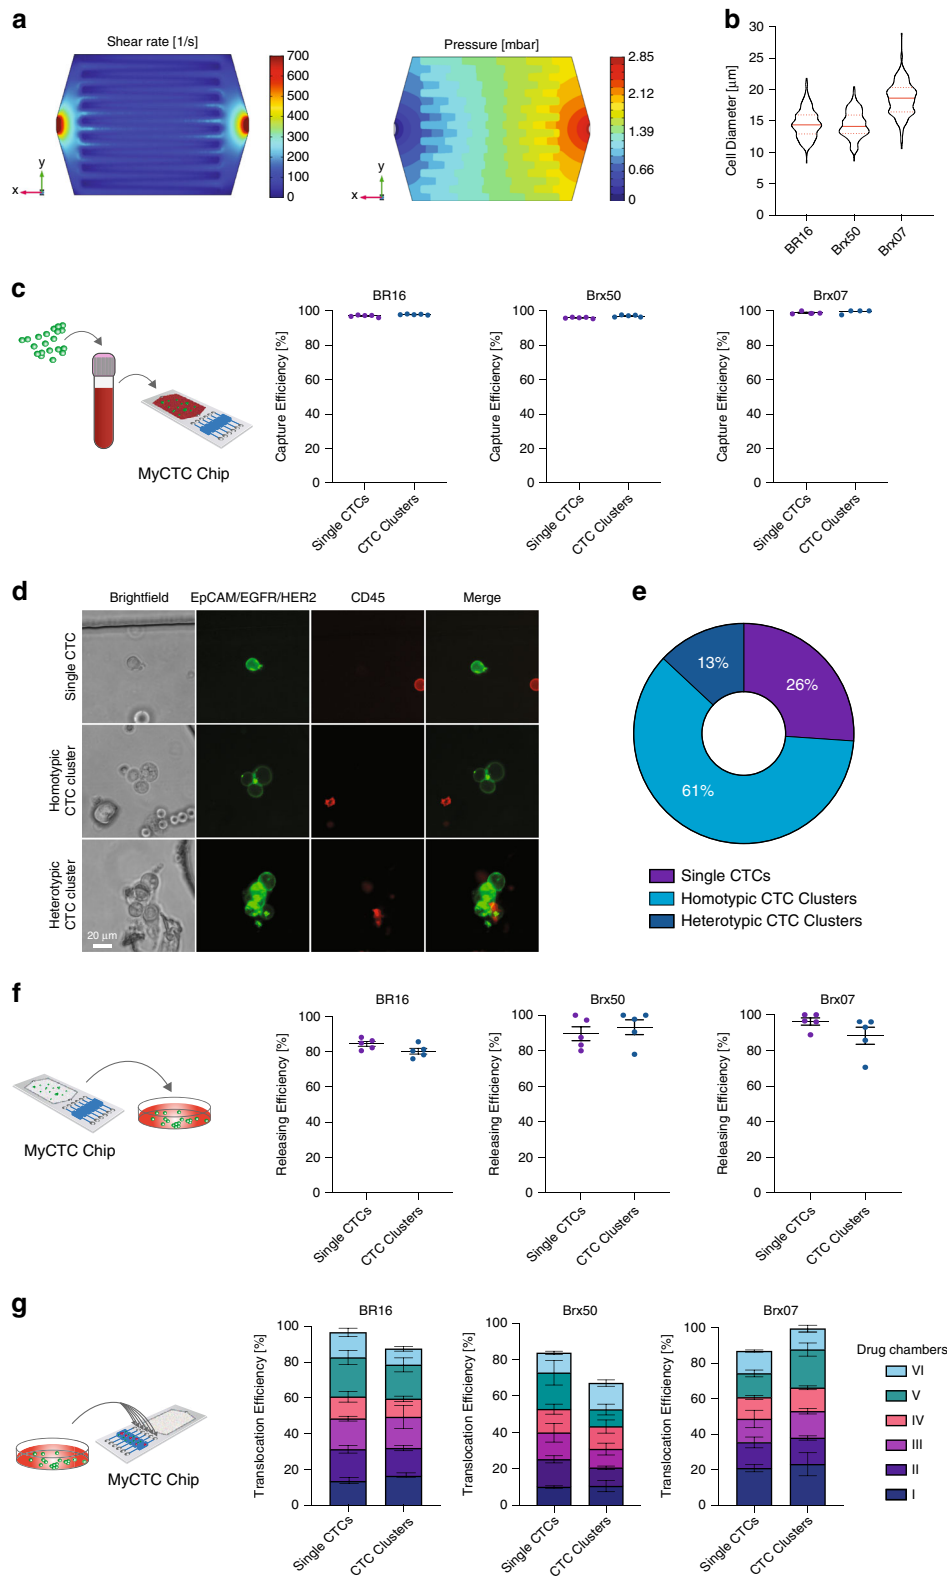 a
Shear rate [1/s]
700
600
500
400
300
200
100
0
y
x
Pressure [mbar]
2.85
2.12
1.39
0.66
0
y
x
b
Cell Diameter [µm]
30
25
20
15
10
5
0
BR16
Brx50
Brx07
c
MyCTC Chip
BR16
Capture Efficiency [%]
100
80
60
40
20
0
Single CTCs
CTC Clusters
Brx50
Capture Efficiency [%]
100
80
60
40
20
0
Single CTCs
CTC Clusters
Brx07
Capture Efficiency [%]
100
80
60
40
20
0
Single CTCs
CTC Clusters
d
Brightfield
EpCAM/EGFR/HER2
CD45
Merge
Single CTC
Homotypic
CTC cluster
Heterotypic
CTC cluster
20 µm
e
13%
26%
61%
Single CTCs
Homotypic CTC Clusters
Heterotypic CTC Clusters
f
MyCTC Chip
BR16
Releasing Efficiency [%]
100
80
60
40
20
0
Single CTCs
CTC Clusters
Brx50
Releasing Efficiency [%]
100
80
60
40
20
0
Single CTCs
CTC Clusters
Brx07
Releasing Efficiency [%]
100
80
60
40
20
0
Single CTCs
CTC Clusters
g
MyCTC Chip
BR16
Translocation Efficiency [%]
100
80
60
40
20
0
Single CTCs
CTC Clusters
Brx50
Translocation Efficiency [%]
100
80
60
40
20
0
Single CTCs
CTC Clusters
Brx07
Translocation Efficiency [%]
100
80
60
40
20
0
Single CTCs
CTC Clusters
Drug chambers
VI
V
IV
III
II
I